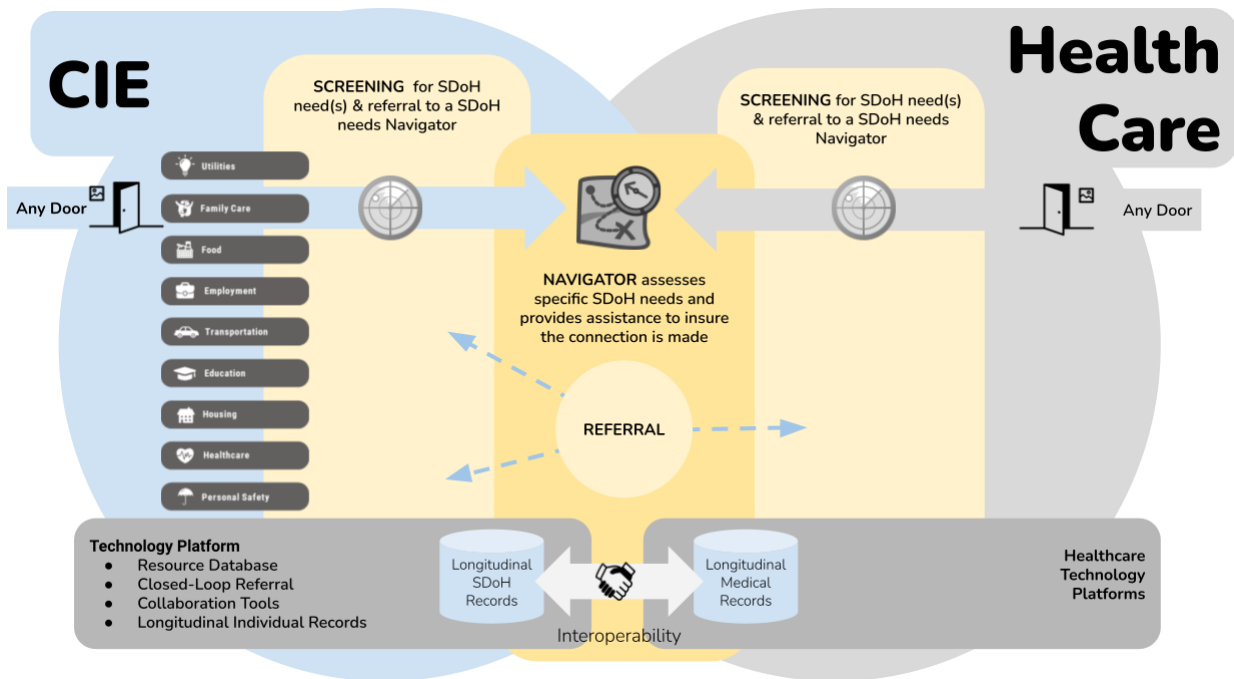 CIE
Health
Care
SCREENING for SDoH
need(s) & referral to a SDoH
needs Navigator
SCREENING for SDoH need(s)
& referral to a SDoH needs
Navigator
Any Door
Any Door
Utilities
Family Care
Food
Employment
Transportation
Education
Housing
Healthcare
Personal Safety
NAVIGATOR assesses
specific SDoH needs and
provides assistance to insure
the connection is made
REFERRAL
Technology Platform
● Resource Database
● Closed-Loop Referral
● Collaboration Tools
● Longitudinal Individual Records
Longitudinal
SDoH
Records
Longitudinal
Medical
Records
Interoperability
Healthcare
Technology
Platforms